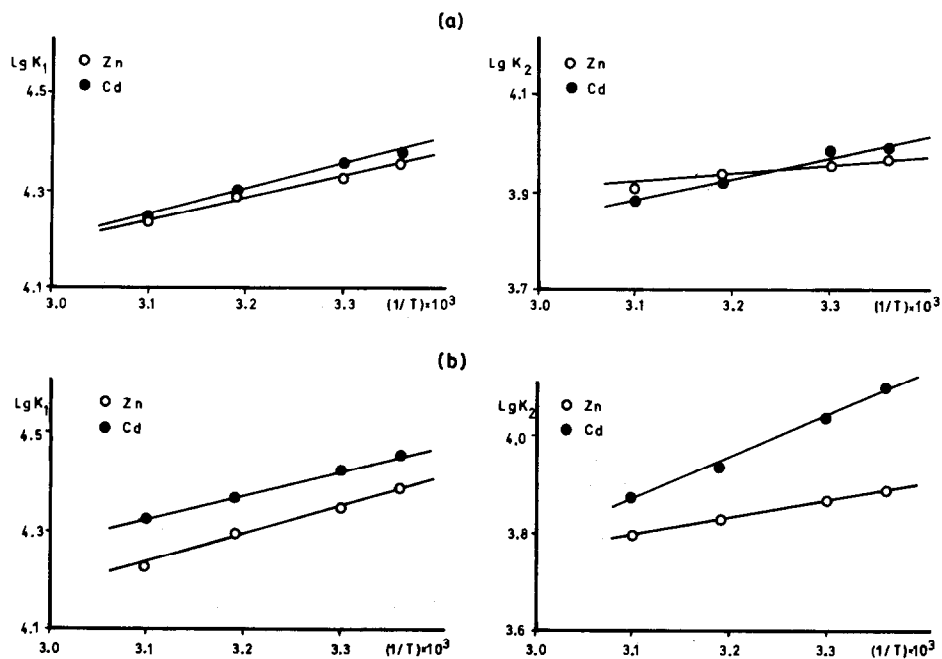 (a)
Lg K₁
Zn
Cd
4.5
4.3
4.1
3.0 3.1 3.2 3.3 (1/T)×10³
Lg K₂
Zn
Cd
4.1
3.9
3.7
3.0 3.1 3.2 3.3 (1/T)×10³
(b)
LgK₁
Zn
Cd
4.5
4.3
4.1
3.0 3.1 3.2 3.3 (1/T)×10³
LgK₂
Zn
Cd
4.0
3.8
3.6
3.0 3.1 3.2 3.3 (1/T)×10³